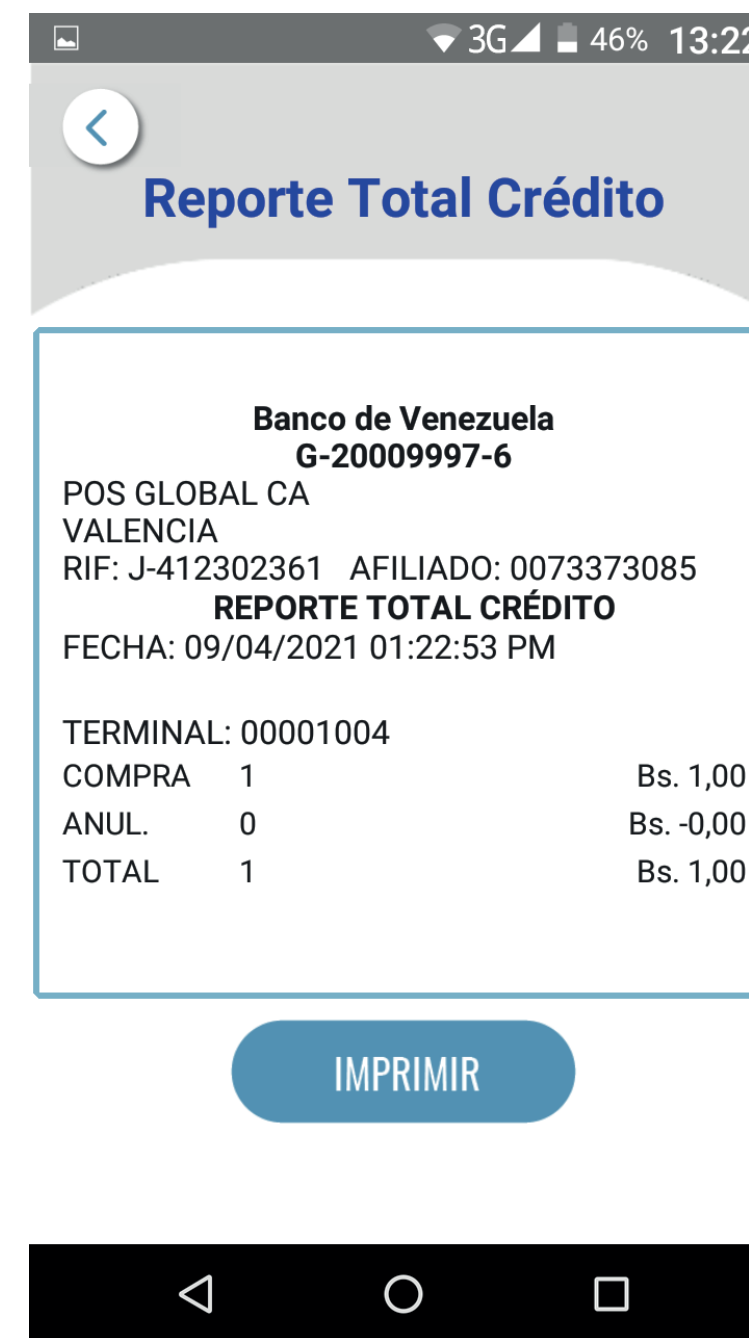 3G 46% 13:22
Reporte Total Crédito
Banco de Venezuela
G-20009997-6
POS GLOBAL CA
VALENCIA
RIF: J-412302361 AFILIADO: 0073373085
REPORTE TOTAL CRÉDITO
FECHA: 09/04/2021 01:22:53 PM
TERMINAL: 00001004
COMPRA 1 Bs. 1,00
ANUL. 0 Bs. -0,00
TOTAL 1 Bs. 1,00
IMPRIMIR